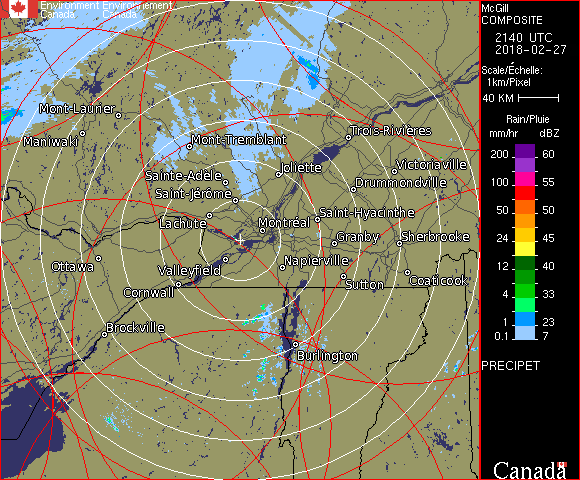 Environment Environnement
Canada Canada
Mont-Laurier
Maniwaki
Mont-Tremblant
Trois-Rivières
Sainte-Adèle
Joliette
Victoriaville
Saint-Jérôme
Drummondville
Lachute
Montréal
Saint-Hyacinthe
Ottawa
Valleyfield
Granby
Sherbrooke
Napierville
Cornwall
Sutton
Coaticook
Brockville
Burlington
McGill
COMPOSITE
2140 UTC
2018-02-27
Scale/Échelle:
1km/Pixel
40 KM
Rain/Pluie
mm/hr dBZ
200 60
150 57
100 55
50 50
24 45
12 40
4 33
1 23
0.1 7
PRECIPET
Canada